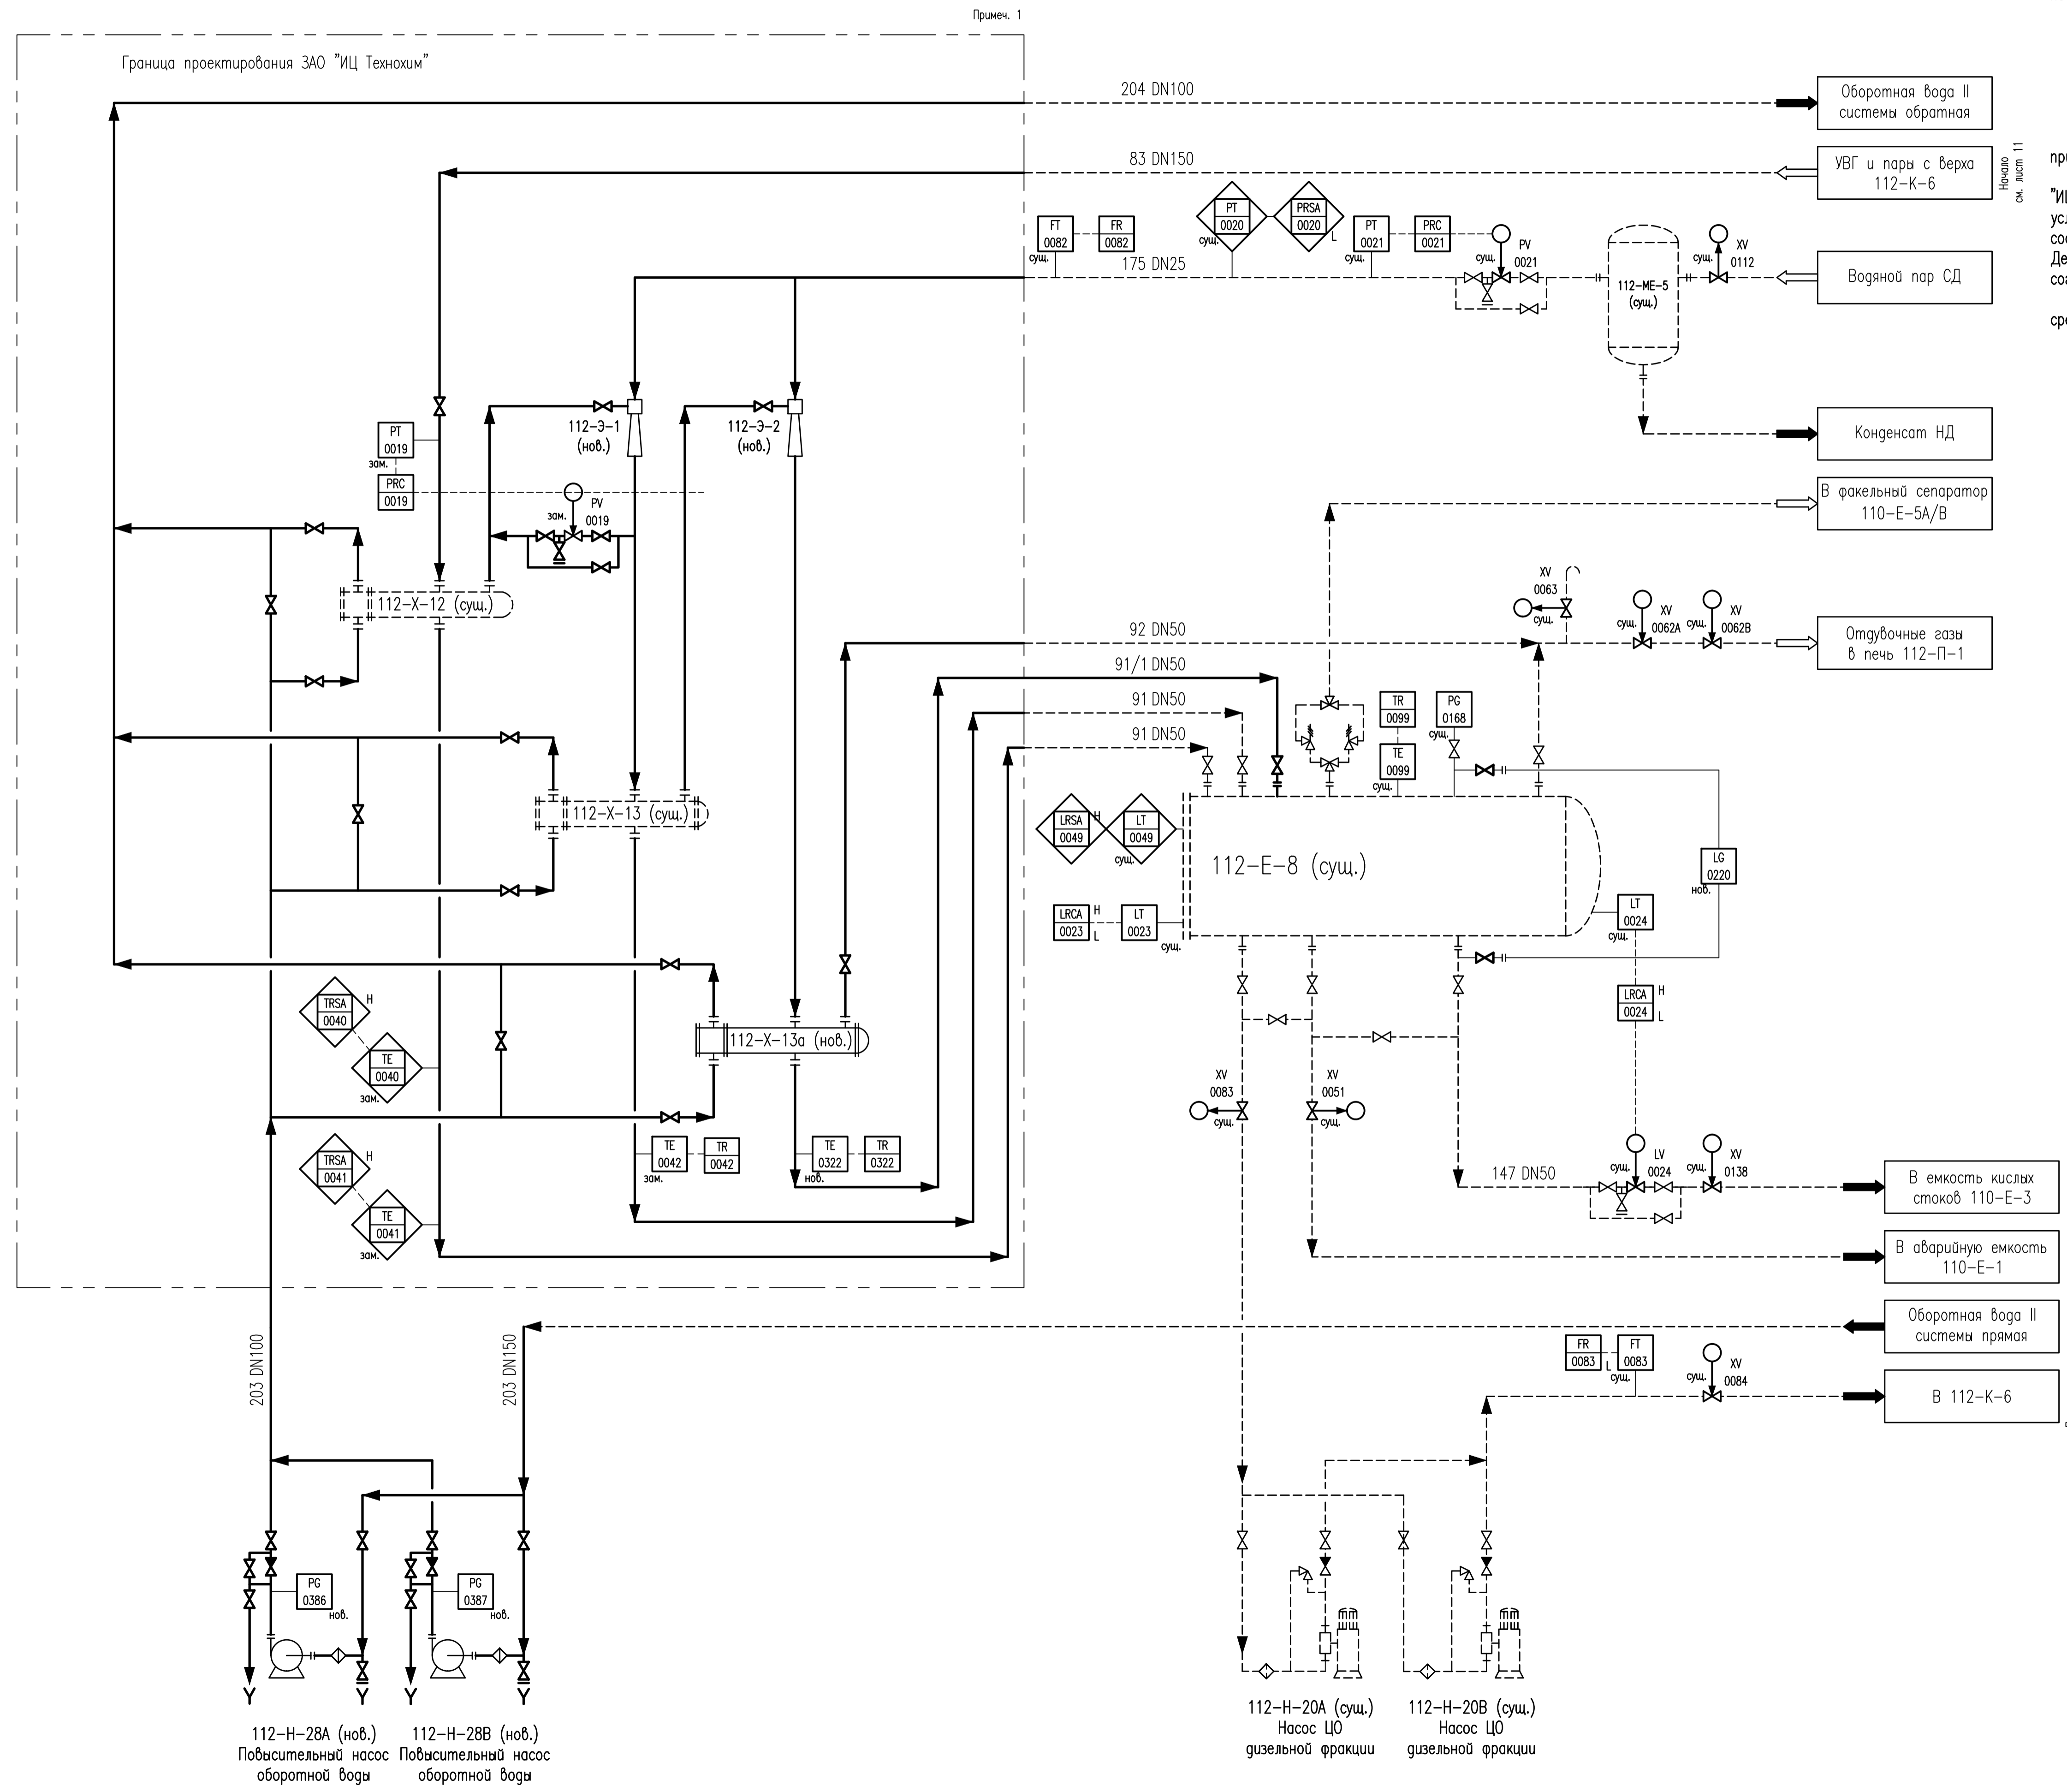 Примеч. 1
Граница проектирования ЗАО "ИЦ Технохим"
204 DN100
Оборотная вода II
системы обратная
83 DN150
УВГ и пары с верха
112-К-6
Начало
см. лист 11
FT
0082
сущ.
FR
0082
PT
0020
сущ.
PRSA
0020
L
PT
0021
сущ.
PRC
0021
сущ.
PV
0021
175 DN25
112-МЕ-5
(сущ.)
сущ.
XV
0112
Водяной пар СД
112-Э-1
(нов.)
112-Э-2
(нов.)
Конденсат НД
PT
0019
зам.
PRC
0019
зам.
PV
0019
В факельный сепаратор
110-Е-5А/В
112-Х-12 (сущ.)
XV
0063
сущ.
сущ.
XV
0062A
сущ.
XV
0062B
92 DN50
Отдувочные газы
в печь 112-П-1
91/1 DN50
91 DN50
91 DN50
TR
0099
TE
0099
сущ.
PG
0168
сущ.
112-Х-13 (сущ.)
LRSA
0049
H
LT
0049
сущ.
112-Е-8 (сущ.)
LG
0220
нов.
LRCA
0023
H
L
LT
0023
сущ.
LT
0024
сущ.
LRCA
0024
H
L
TRSA
0040
H
TE
0040
зам.
112-Х-13а (нов.)
XV
0083
сущ.
XV
0051
сущ.
TRSA
0041
H
TE
0041
зам.
TE
0042
зам.
TR
0042
TE
0322
нов.
TR
0322
147 DN50
сущ.
LV
0024
сущ.
XV
0138
В емкость кислых
стоков 110-Е-3
В аварийную емкость
110-Е-1
Оборотная вода II
системы прямая
203 DN100
203 DN150
FR
0083
L
FT
0083
сущ.
сущ.
XV
0084
В 112-К-6
PG
0386
нов.
PG
0387
нов.
112-Н-28А (нов.)
Повысительный насос
оборотной воды
112-Н-28В (нов.)
Повысительный насос
оборотной воды
112-Н-20А (сущ.)
Насос ЦО
дизельной фракции
112-Н-20В (сущ.)
Насос ЦО
дизельной фракции